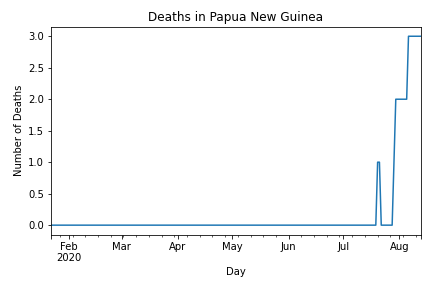 Deaths in Papua New Guinea
3.0
2.5
2.0
1.5
1.0
0.5
0.0
Number of Deaths
Feb Mar Apr May Jun Jul Aug
2020
Day